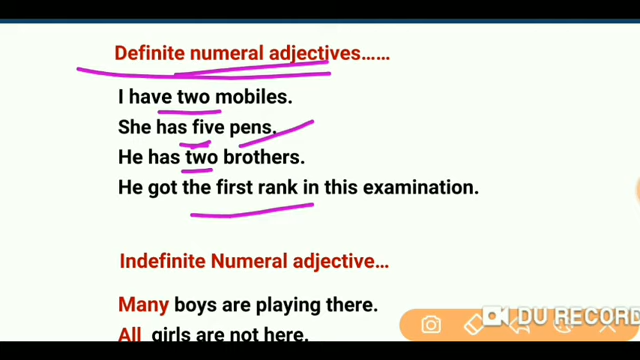 Definite numeral adjectives......
I have two mobiles.
She has five pens.
He has two brothers.
He got the first rank in this examination.
Indefinite Numeral adjective...
Many boys are playing there.
All girls are not here.
DU RECORD